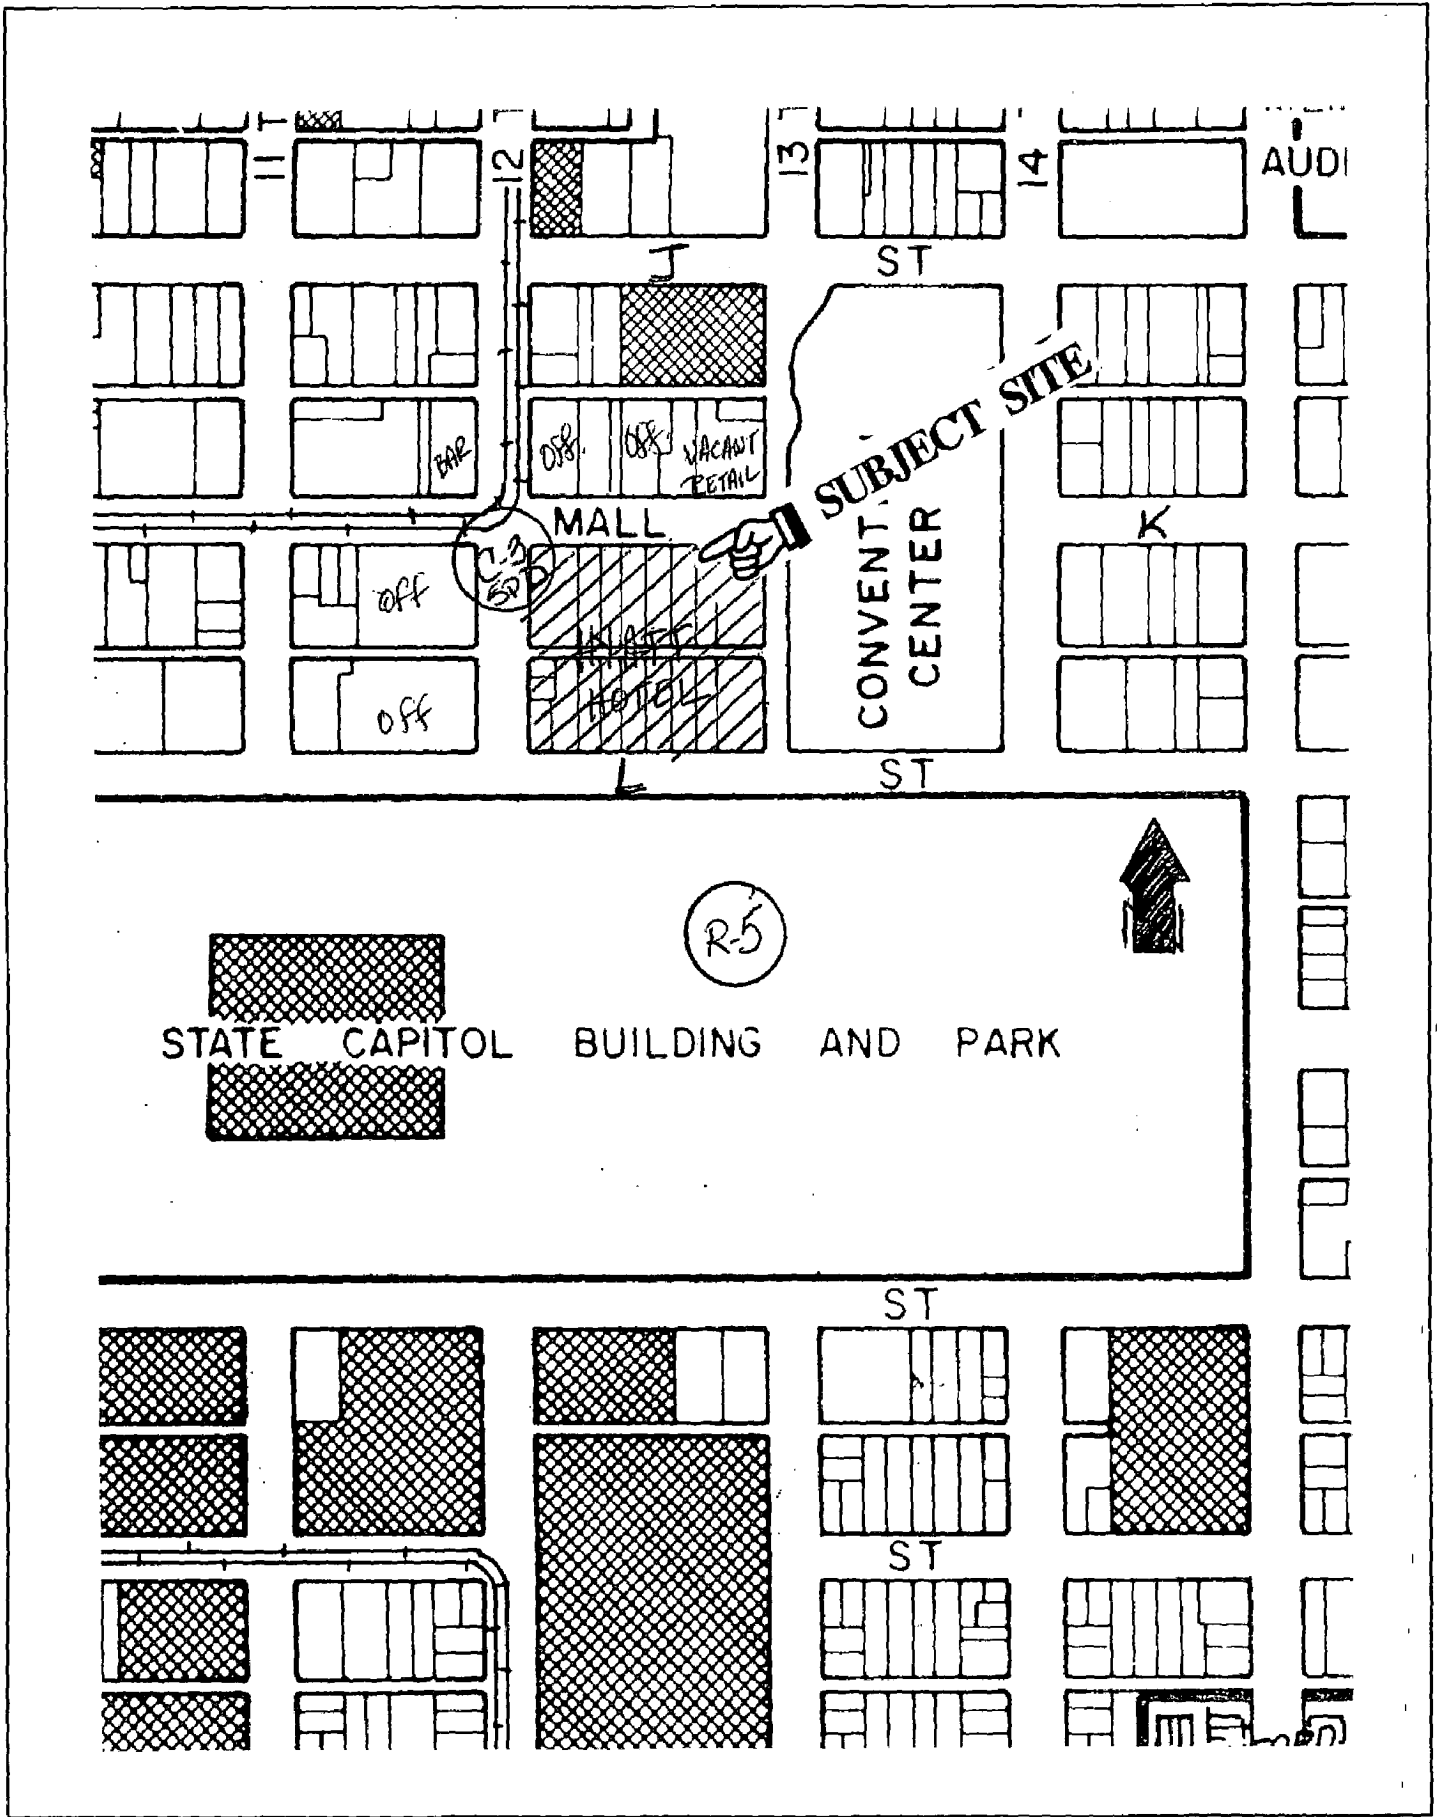 11 T
12 T
13 T
14
AUDI
J
ST
SUBJECT SITE
BAR
Off.
Off.
VACANT
RETAIL
MALL
K
C-3
SPD
Off
HYATT
HOTEL
CONVENT.
CENTER
Off
L
ST
R-5
STATE CAPITOL BUILDING AND PARK
ST
ST